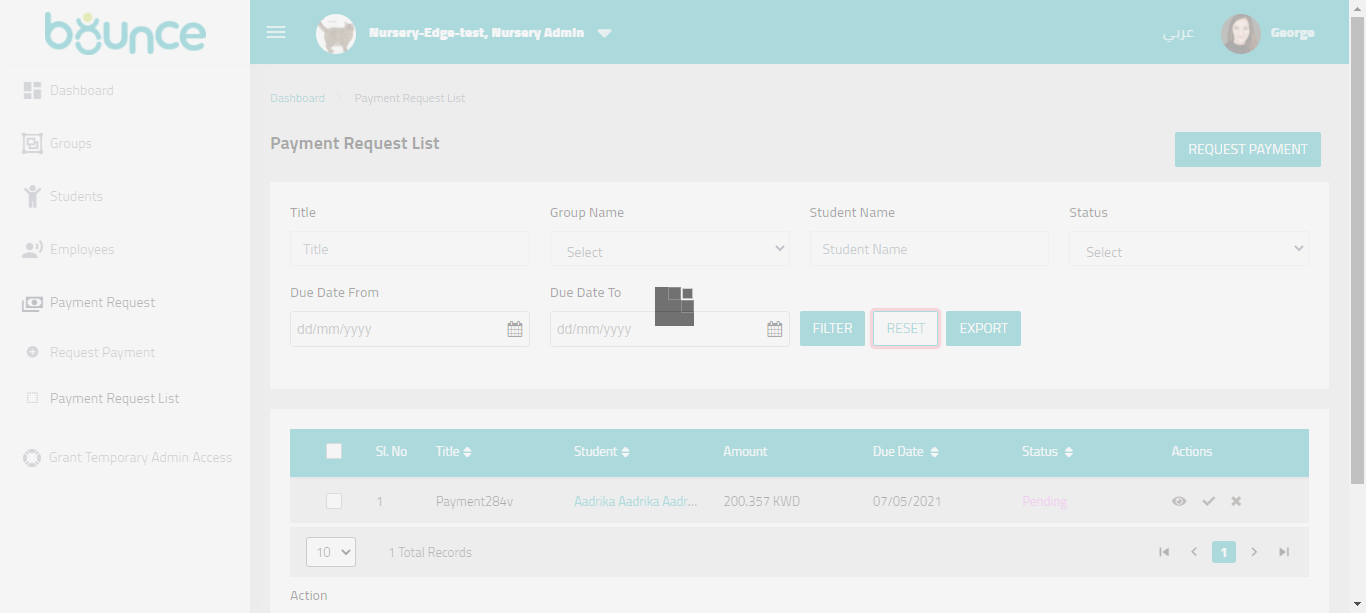 bounce
Nursery-Edge-test, Nursery Admin
عربي
George
Dashboard
Groups
Students
Employees
Payment Request
Request Payment
Payment Request List
Grant Temporary Admin Access
Dashboard Payment Request List
Payment Request List
REQUEST PAYMENT
Title Group Name Student Name Status
Title Select Student Name Select
Due Date From Due Date To
dd/mm/yyyy dd/mm/yyyy FILTER RESET EXPORT
Sl. No Title Student Amount Due Date Status Actions
1 Payment284v Aadrika Aadrika Aadr... 200.357 KWD 07/05/2021 Pending
10 1 Total Records 1
Action